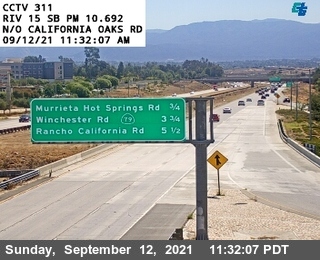 CCTV 311
RIV 15 SB PM 10.692
N/O CALIFORNIA OAKS RD
09/12/21 11:32:07 AM
Murrieta Hot Springs Rd ¾
Winchester Rd 79 3 ¾
Rancho California Rd 5 ½
Sunday, September 12, 2021 11:32:07 PDT